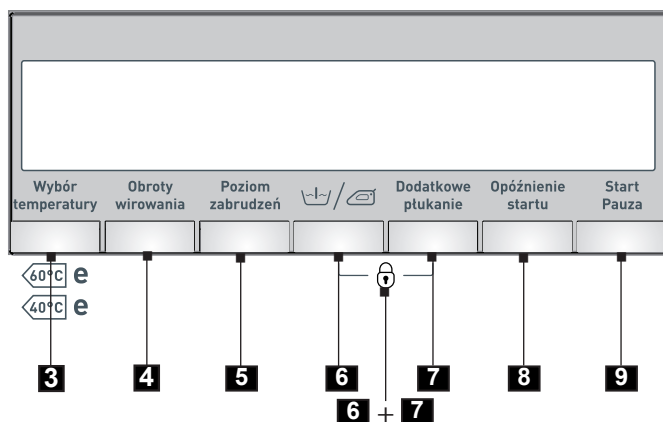 Wybór temperatury
Obroty wirowania
Poziom zabrudzeń
Dodatkowe płukanie
Opóźnienie startu
Start Pauza
60°C e
40°C e
3
4
5
6
7
8
9
6 + 7